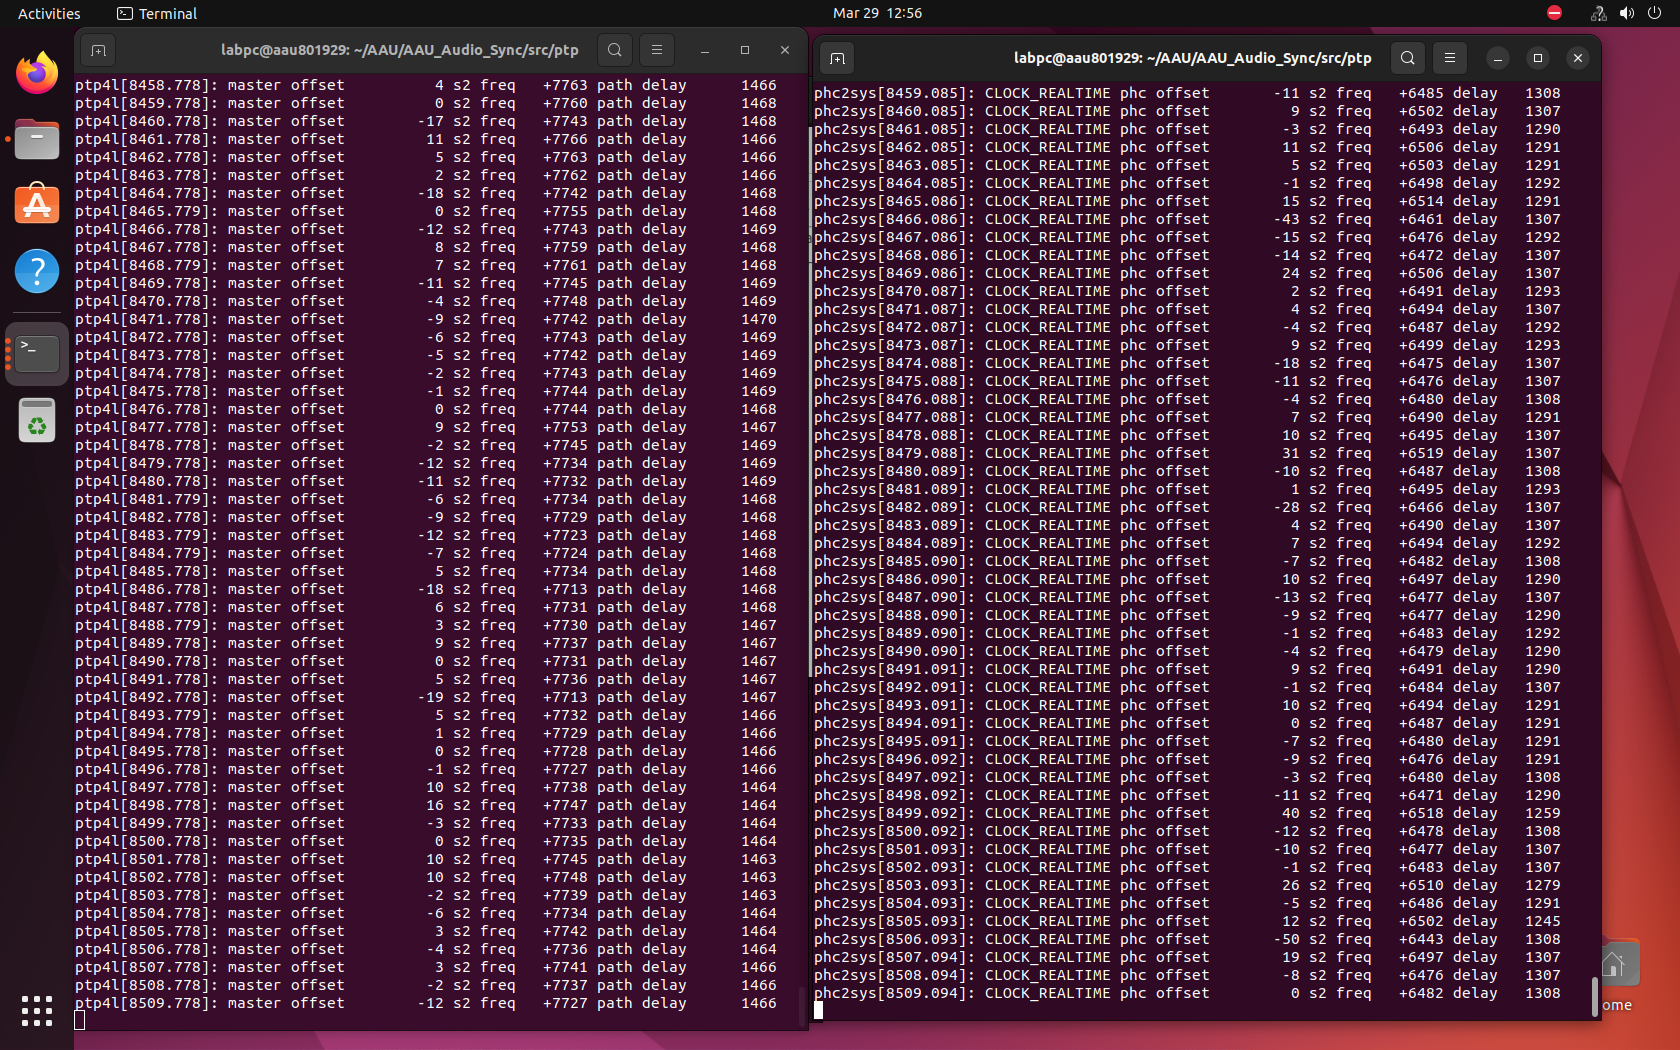 Activities
Terminal
Mar 29 12:56
labpc@aau801929: ~/AAU/AAU_Audio_Sync/src/ptp
ptp4l[8458.778]: master offset 4 s2 freq +7763 path delay 1466
ptp4l[8459.778]: master offset 0 s2 freq +7760 path delay 1468
ptp4l[8460.778]: master offset -17 s2 freq +7743 path delay 1468
ptp4l[8461.778]: master offset 11 s2 freq +7766 path delay 1466
ptp4l[8462.778]: master offset 5 s2 freq +7763 path delay 1466
ptp4l[8463.778]: master offset 2 s2 freq +7762 path delay 1466
ptp4l[8464.778]: master offset -18 s2 freq +7742 path delay 1468
ptp4l[8465.779]: master offset 0 s2 freq +7755 path delay 1468
ptp4l[8466.778]: master offset -12 s2 freq +7743 path delay 1469
ptp4l[8467.778]: master offset 8 s2 freq +7759 path delay 1468
ptp4l[8468.779]: master offset 7 s2 freq +7761 path delay 1468
ptp4l[8469.778]: master offset -11 s2 freq +7745 path delay 1469
ptp4l[8470.778]: master offset -4 s2 freq +7748 path delay 1469
ptp4l[8471.778]: master offset -9 s2 freq +7742 path delay 1470
ptp4l[8472.778]: master offset -6 s2 freq +7743 path delay 1469
ptp4l[8473.778]: master offset -5 s2 freq +7742 path delay 1469
ptp4l[8474.778]: master offset -2 s2 freq +7743 path delay 1469
ptp4l[8475.778]: master offset -1 s2 freq +7744 path delay 1469
ptp4l[8476.778]: master offset 0 s2 freq +7744 path delay 1468
ptp4l[8477.778]: master offset 9 s2 freq +7753 path delay 1467
ptp4l[8478.778]: master offset -2 s2 freq +7745 path delay 1469
ptp4l[8479.778]: master offset -12 s2 freq +7734 path delay 1469
ptp4l[8480.778]: master offset -11 s2 freq +7732 path delay 1469
ptp4l[8481.779]: master offset -6 s2 freq +7734 path delay 1468
ptp4l[8482.778]: master offset -9 s2 freq +7729 path delay 1468
ptp4l[8483.779]: master offset -12 s2 freq +7723 path delay 1468
ptp4l[8484.779]: master offset -7 s2 freq +7724 path delay 1468
ptp4l[8485.778]: master offset 5 s2 freq +7734 path delay 1468
ptp4l[8486.778]: master offset -18 s2 freq +7713 path delay 1468
ptp4l[8487.778]: master offset 6 s2 freq +7731 path delay 1468
ptp4l[8488.779]: master offset 3 s2 freq +7730 path delay 1467
ptp4l[8489.778]: master offset 9 s2 freq +7737 path delay 1467
ptp4l[8490.778]: master offset 0 s2 freq +7731 path delay 1467
ptp4l[8491.778]: master offset 5 s2 freq +7736 path delay 1467
ptp4l[8492.778]: master offset -19 s2 freq +7713 path delay 1467
ptp4l[8493.779]: master offset 5 s2 freq +7732 path delay 1466
ptp4l[8494.778]: master offset 1 s2 freq +7729 path delay 1466
ptp4l[8495.778]: master offset 0 s2 freq +7728 path delay 1466
ptp4l[8496.778]: master offset -1 s2 freq +7727 path delay 1466
ptp4l[8497.778]: master offset 10 s2 freq +7738 path delay 1464
ptp4l[8498.778]: master offset 16 s2 freq +7747 path delay 1464
ptp4l[8499.778]: master offset -3 s2 freq +7733 path delay 1464
ptp4l[8500.778]: master offset 0 s2 freq +7735 path delay 1464
ptp4l[8501.778]: master offset 10 s2 freq +7745 path delay 1463
ptp4l[8502.778]: master offset 10 s2 freq +7748 path delay 1463
ptp4l[8503.778]: master offset -2 s2 freq +7739 path delay 1463
ptp4l[8504.778]: master offset -6 s2 freq +7734 path delay 1464
ptp4l[8505.778]: master offset 3 s2 freq +7742 path delay 1464
ptp4l[8506.778]: master offset -4 s2 freq +7736 path delay 1464
ptp4l[8507.778]: master offset 3 s2 freq +7741 path delay 1466
ptp4l[8508.778]: master offset -2 s2 freq +7737 path delay 1466
ptp4l[8509.778]: master offset -12 s2 freq +7727 path delay 1466
labpc@aau801929: ~/AAU/AAU_Audio_Sync/src/ptp
phc2sys[8459.085]: CLOCK_REALTIME phc offset -11 s2 freq +6485 delay 1308
phc2sys[8460.085]: CLOCK_REALTIME phc offset 9 s2 freq +6502 delay 1307
phc2sys[8461.085]: CLOCK_REALTIME phc offset -3 s2 freq +6493 delay 1290
phc2sys[8462.085]: CLOCK_REALTIME phc offset 11 s2 freq +6506 delay 1291
phc2sys[8463.085]: CLOCK_REALTIME phc offset 5 s2 freq +6503 delay 1291
phc2sys[8464.085]: CLOCK_REALTIME phc offset -1 s2 freq +6498 delay 1292
phc2sys[8465.086]: CLOCK_REALTIME phc offset 15 s2 freq +6514 delay 1291
phc2sys[8466.086]: CLOCK_REALTIME phc offset -43 s2 freq +6461 delay 1307
phc2sys[8467.086]: CLOCK_REALTIME phc offset -15 s2 freq +6476 delay 1292
phc2sys[8468.086]: CLOCK_REALTIME phc offset -14 s2 freq +6472 delay 1307
phc2sys[8469.086]: CLOCK_REALTIME phc offset 24 s2 freq +6506 delay 1307
phc2sys[8470.087]: CLOCK_REALTIME phc offset 2 s2 freq +6491 delay 1293
phc2sys[8471.087]: CLOCK_REALTIME phc offset 4 s2 freq +6494 delay 1307
phc2sys[8472.087]: CLOCK_REALTIME phc offset -4 s2 freq +6487 delay 1292
phc2sys[8473.087]: CLOCK_REALTIME phc offset 9 s2 freq +6499 delay 1293
phc2sys[8474.088]: CLOCK_REALTIME phc offset -18 s2 freq +6475 delay 1307
phc2sys[8475.088]: CLOCK_REALTIME phc offset -11 s2 freq +6476 delay 1307
phc2sys[8476.088]: CLOCK_REALTIME phc offset -4 s2 freq +6480 delay 1308
phc2sys[8477.088]: CLOCK_REALTIME phc offset 7 s2 freq +6490 delay 1291
phc2sys[8478.088]: CLOCK_REALTIME phc offset 10 s2 freq +6495 delay 1307
phc2sys[8479.088]: CLOCK_REALTIME phc offset 31 s2 freq +6519 delay 1307
phc2sys[8480.089]: CLOCK_REALTIME phc offset -10 s2 freq +6487 delay 1308
phc2sys[8481.089]: CLOCK_REALTIME phc offset 1 s2 freq +6495 delay 1293
phc2sys[8482.089]: CLOCK_REALTIME phc offset -28 s2 freq +6466 delay 1307
phc2sys[8483.089]: CLOCK_REALTIME phc offset 4 s2 freq +6490 delay 1307
phc2sys[8484.089]: CLOCK_REALTIME phc offset 7 s2 freq +6494 delay 1292
phc2sys[8485.090]: CLOCK_REALTIME phc offset -7 s2 freq +6482 delay 1308
phc2sys[8486.090]: CLOCK_REALTIME phc offset 10 s2 freq +6497 delay 1290
phc2sys[8487.090]: CLOCK_REALTIME phc offset -13 s2 freq +6477 delay 1307
phc2sys[8488.090]: CLOCK_REALTIME phc offset -9 s2 freq +6477 delay 1290
phc2sys[8489.090]: CLOCK_REALTIME phc offset -1 s2 freq +6483 delay 1292
phc2sys[8490.090]: CLOCK_REALTIME phc offset -4 s2 freq +6479 delay 1290
phc2sys[8491.091]: CLOCK_REALTIME phc offset 9 s2 freq +6491 delay 1290
phc2sys[8492.091]: CLOCK_REALTIME phc offset -1 s2 freq +6484 delay 1307
phc2sys[8493.091]: CLOCK_REALTIME phc offset 10 s2 freq +6494 delay 1291
phc2sys[8494.091]: CLOCK_REALTIME phc offset 0 s2 freq +6487 delay 1291
phc2sys[8495.091]: CLOCK_REALTIME phc offset -7 s2 freq +6480 delay 1291
phc2sys[8496.092]: CLOCK_REALTIME phc offset -9 s2 freq +6476 delay 1291
phc2sys[8497.092]: CLOCK_REALTIME phc offset -3 s2 freq +6480 delay 1308
phc2sys[8498.092]: CLOCK_REALTIME phc offset -11 s2 freq +6471 delay 1290
phc2sys[8499.092]: CLOCK_REALTIME phc offset 40 s2 freq +6518 delay 1259
phc2sys[8500.092]: CLOCK_REALTIME phc offset -12 s2 freq +6478 delay 1308
phc2sys[8501.093]: CLOCK_REALTIME phc offset -10 s2 freq +6477 delay 1307
phc2sys[8502.093]: CLOCK_REALTIME phc offset -1 s2 freq +6483 delay 1307
phc2sys[8503.093]: CLOCK_REALTIME phc offset 26 s2 freq +6510 delay 1279
phc2sys[8504.093]: CLOCK_REALTIME phc offset -5 s2 freq +6486 delay 1291
phc2sys[8505.093]: CLOCK_REALTIME phc offset 12 s2 freq +6502 delay 1245
phc2sys[8506.093]: CLOCK_REALTIME phc offset -50 s2 freq +6443 delay 1308
phc2sys[8507.094]: CLOCK_REALTIME phc offset 19 s2 freq +6497 delay 1307
phc2sys[8508.094]: CLOCK_REALTIME phc offset -8 s2 freq +6476 delay 1307
phc2sys[8509.094]: CLOCK_REALTIME phc offset 0 s2 freq +6482 delay 1308
ome